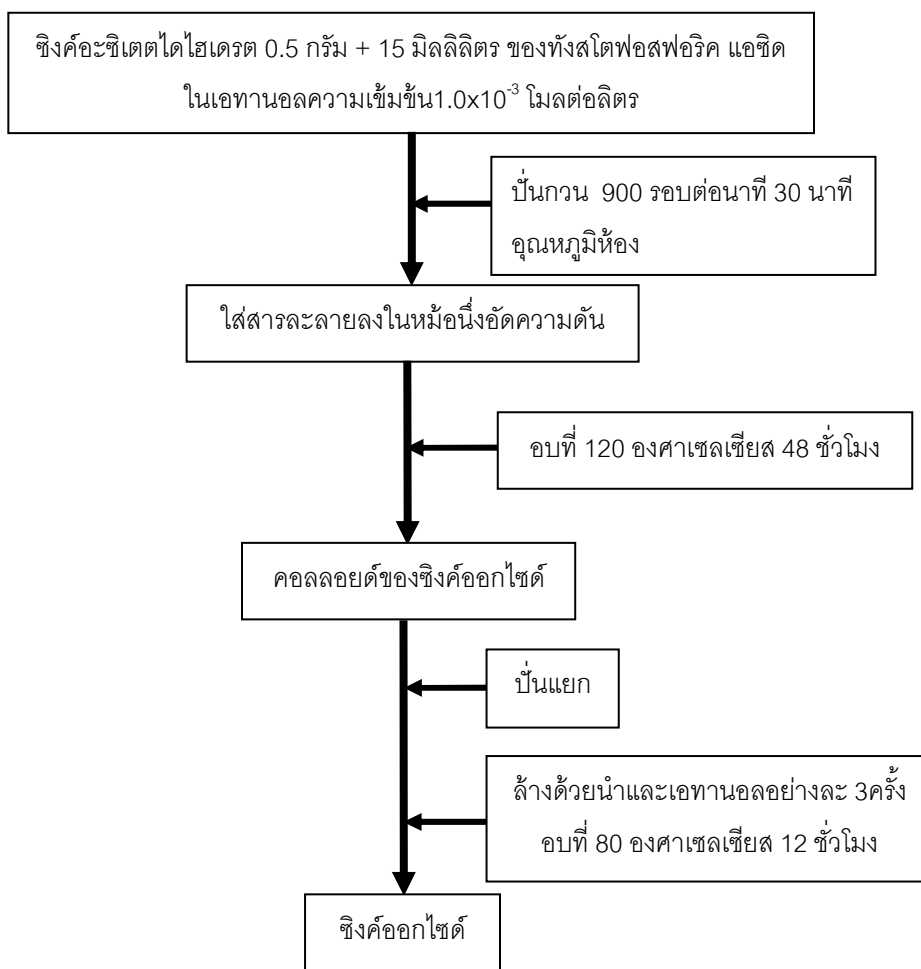 ซิงค์อะซิเตตไดไฮเดรต 0.5 กรัม + 15 มิลลิลิตร ของทังสโตฟอสฟอริค แอซิด
ในเอทานอลความเข้มข้น1.0x10⁻³ โมลต่อลิตร
ปั่นกวน 900 รอบต่อนาที 30 นาที
อุณหภูมิห้อง
ใส่สารละลายลงในหม้อนึ่งอัดความดัน
อบที่ 120 องศาเซลเซียส 48 ชั่วโมง
คอลลอยด์ของซิงค์ออกไซด์
ปั่นแยก
ล้างด้วยนำและเอทานอลอย่างละ 3ครั้ง
อบที่ 80 องศาเซลเซียส 12 ชั่วโมง
ซิงค์ออกไซด์